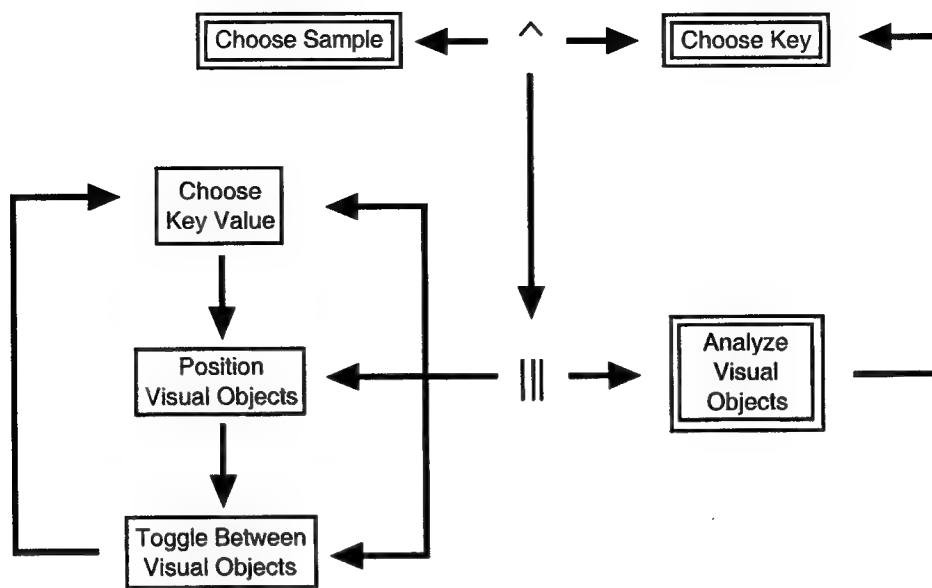 Choose Sample
^
Choose Key
Choose
Key Value
Position
Visual Objects
|||
Analyze
Visual
Objects
Toggle Between
Visual Objects